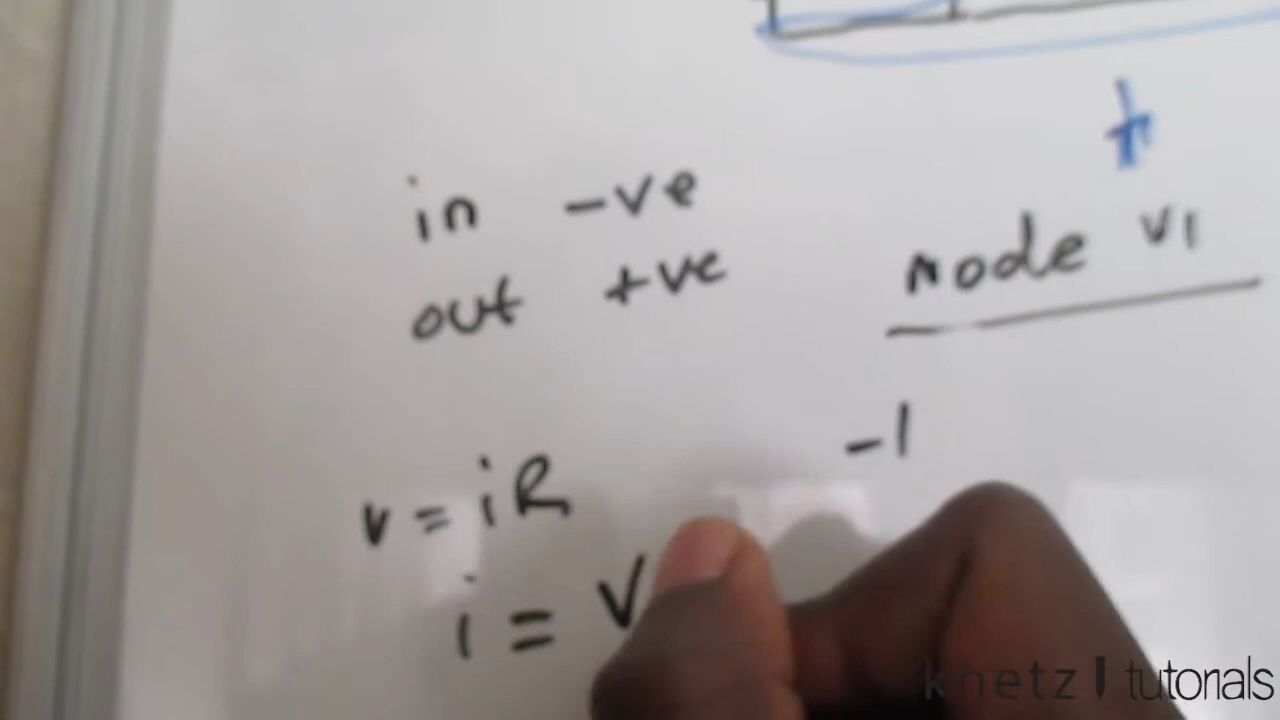 in -ve
out +ve
node v1
-1
v = iR
i = V
knetz tutorials